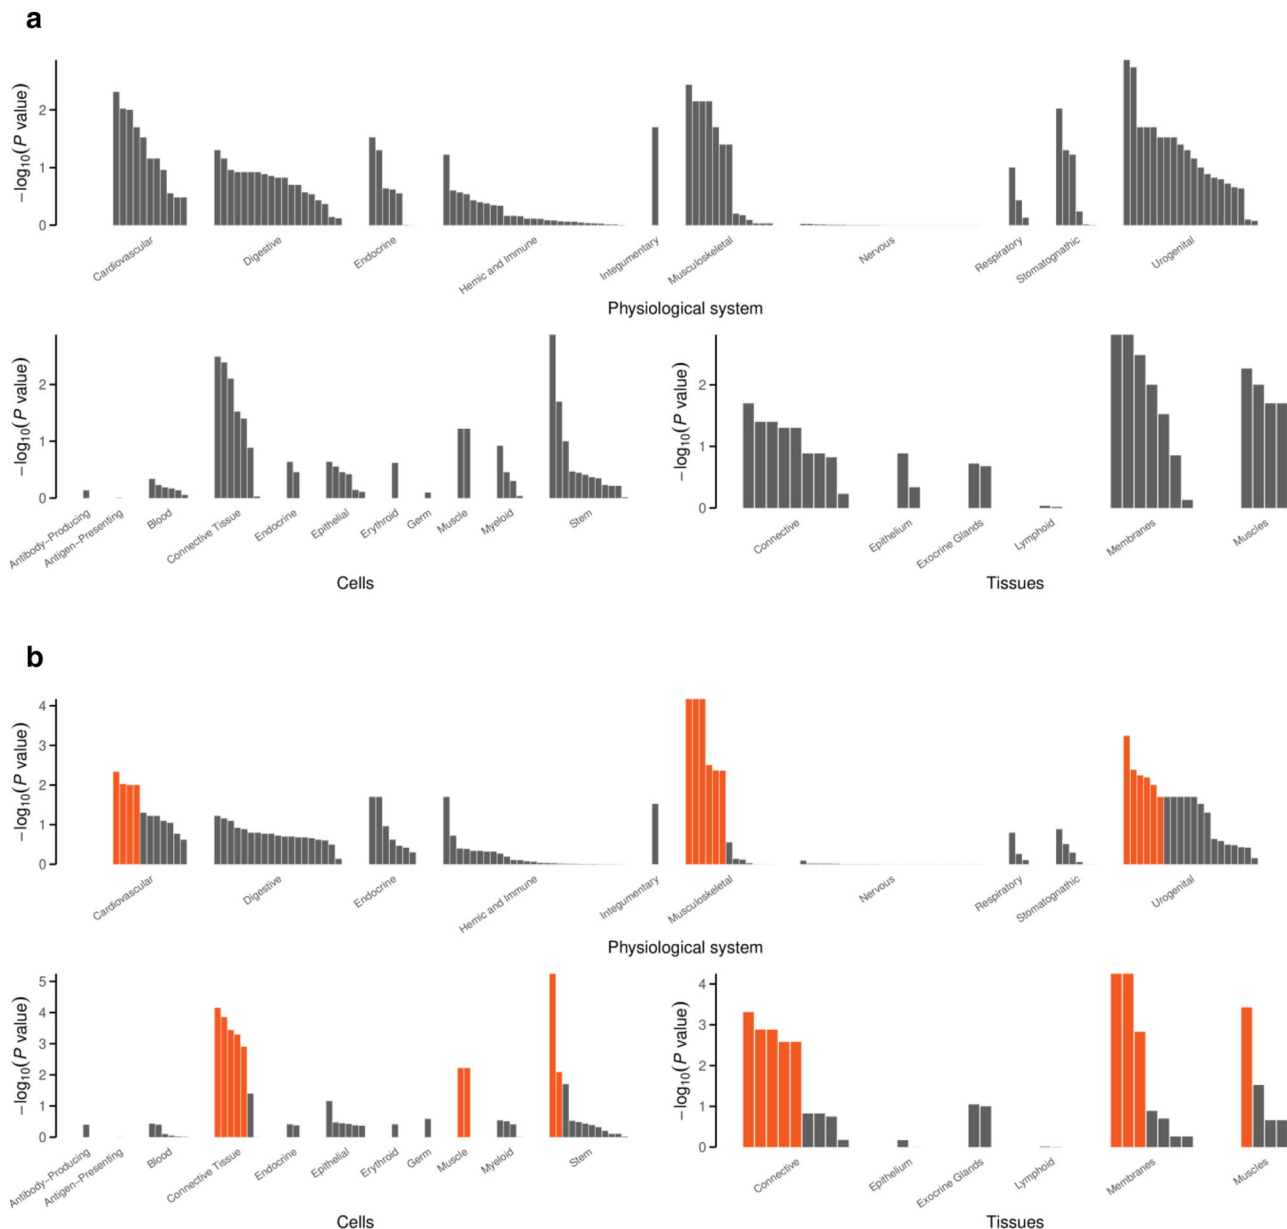 a
−log10(P value)
2
1
0
Cardiovascular
Digestive
Endocrine
Hemic and Immune
Integumentary
Musculoskeletal
Nervous
Respiratory
Stomatognathic
Urogenital
Physiological system
−log10(P value)
2
1
0
Antibody−Producing
Antigen−Presenting
Blood
Connective Tissue
Endocrine
Epithelial
Erythroid
Germ
Muscle
Myeloid
Stem
Cells
−log10(P value)
2
1
0
Connective
Epithelium
Exocrine Glands
Lymphoid
Membranes
Muscles
Tissues
b
−log10(P value)
4
3
2
1
0
Cardiovascular
Digestive
Endocrine
Hemic and Immune
Integumentary
Musculoskeletal
Nervous
Respiratory
Stomatognathic
Urogenital
Physiological system
−log10(P value)
5
4
3
2
1
0
Antibody−Producing
Antigen−Presenting
Blood
Connective Tissue
Endocrine
Epithelial
Erythroid
Germ
Muscle
Myeloid
Stem
Cells
−log10(P value)
4
3
2
1
0
Connective
Epithelium
Exocrine Glands
Lymphoid
Membranes
Muscles
Tissues